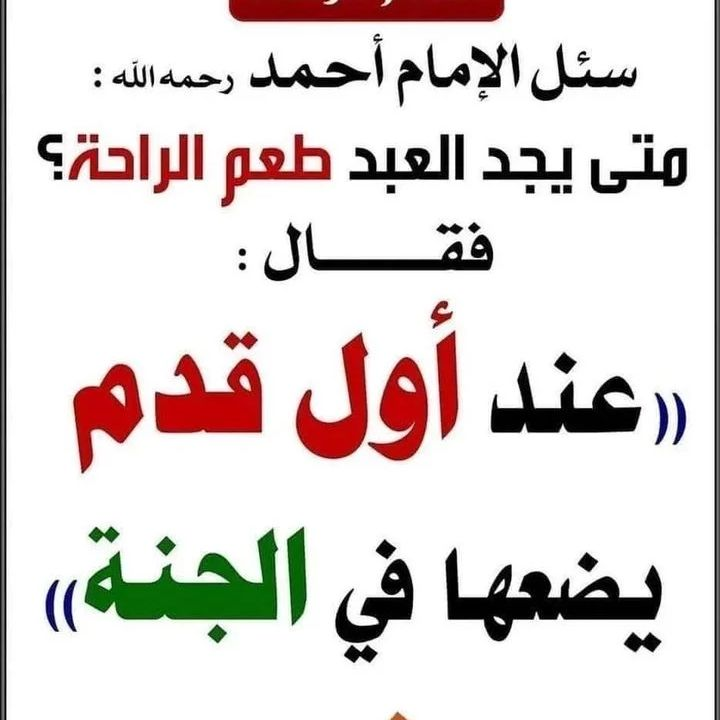 سئل الإمام أحمد رحمه الله :
متى يجد العبد طعم الراحة؟
فقـــــال :
((عند أول قدم
يضعها في الجنة))